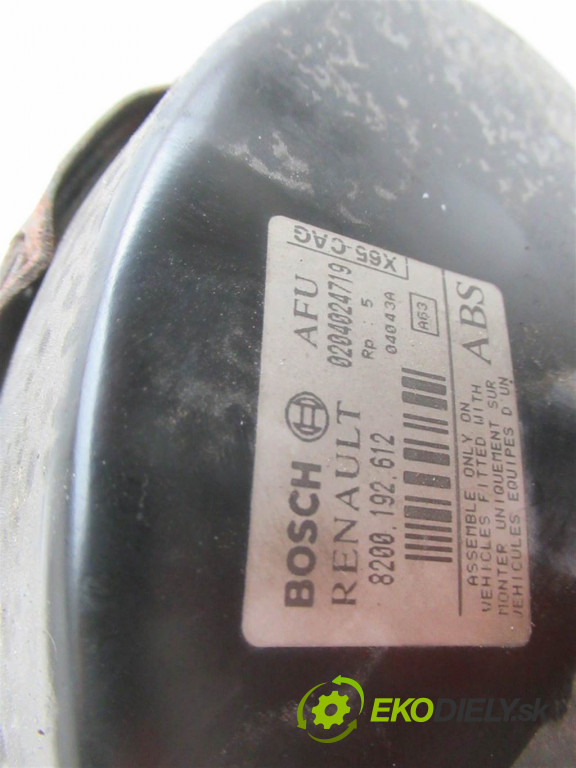 BOSCH AFU X65-CAG
RENAULT 0204024719
8200.192.612 Rp : 5
04043A
A63
ASSEMBLE ONLY ON ABS
VEHICLES FITTED WITH
MONTER UNIQUEMENT SUR
VEHICULES EQUIPES D UN
EKODIELY.sk